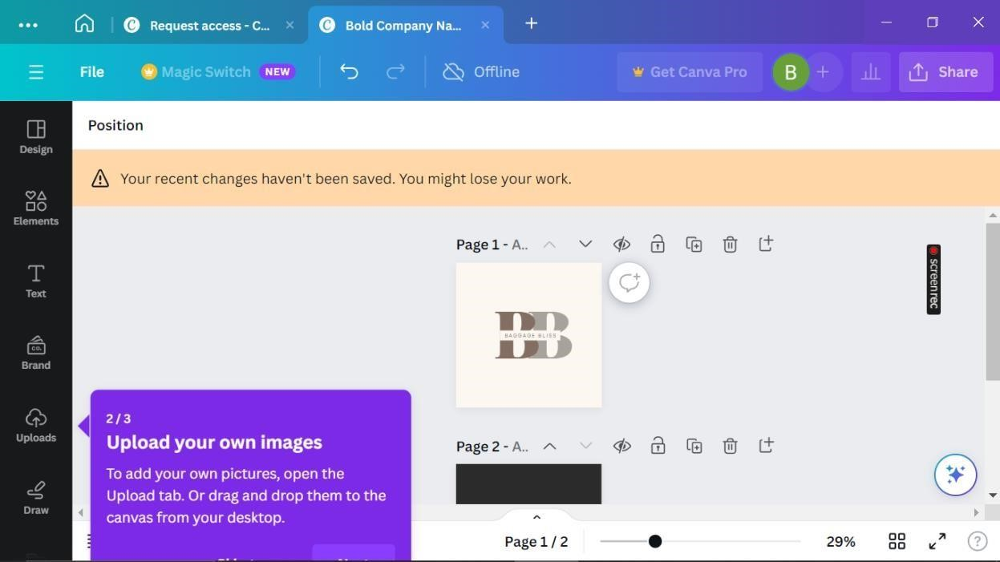 Request access - C...
Bold Company Na...
File
Magic Switch NEW
Offline
Get Canva Pro
B
Share
Position
Design
Elements
Text
CO.
Brand
Uploads
Draw
Your recent changes haven't been saved. You might lose your work.
Page 1 - A..
BB
BAGGAGE BLISS
screenrec
2 / 3
Upload your own images
To add your own pictures, open the
Upload tab. Or drag and drop them to the
canvas from your desktop.
Page 2 - A..
Page 1 / 2
29%
?